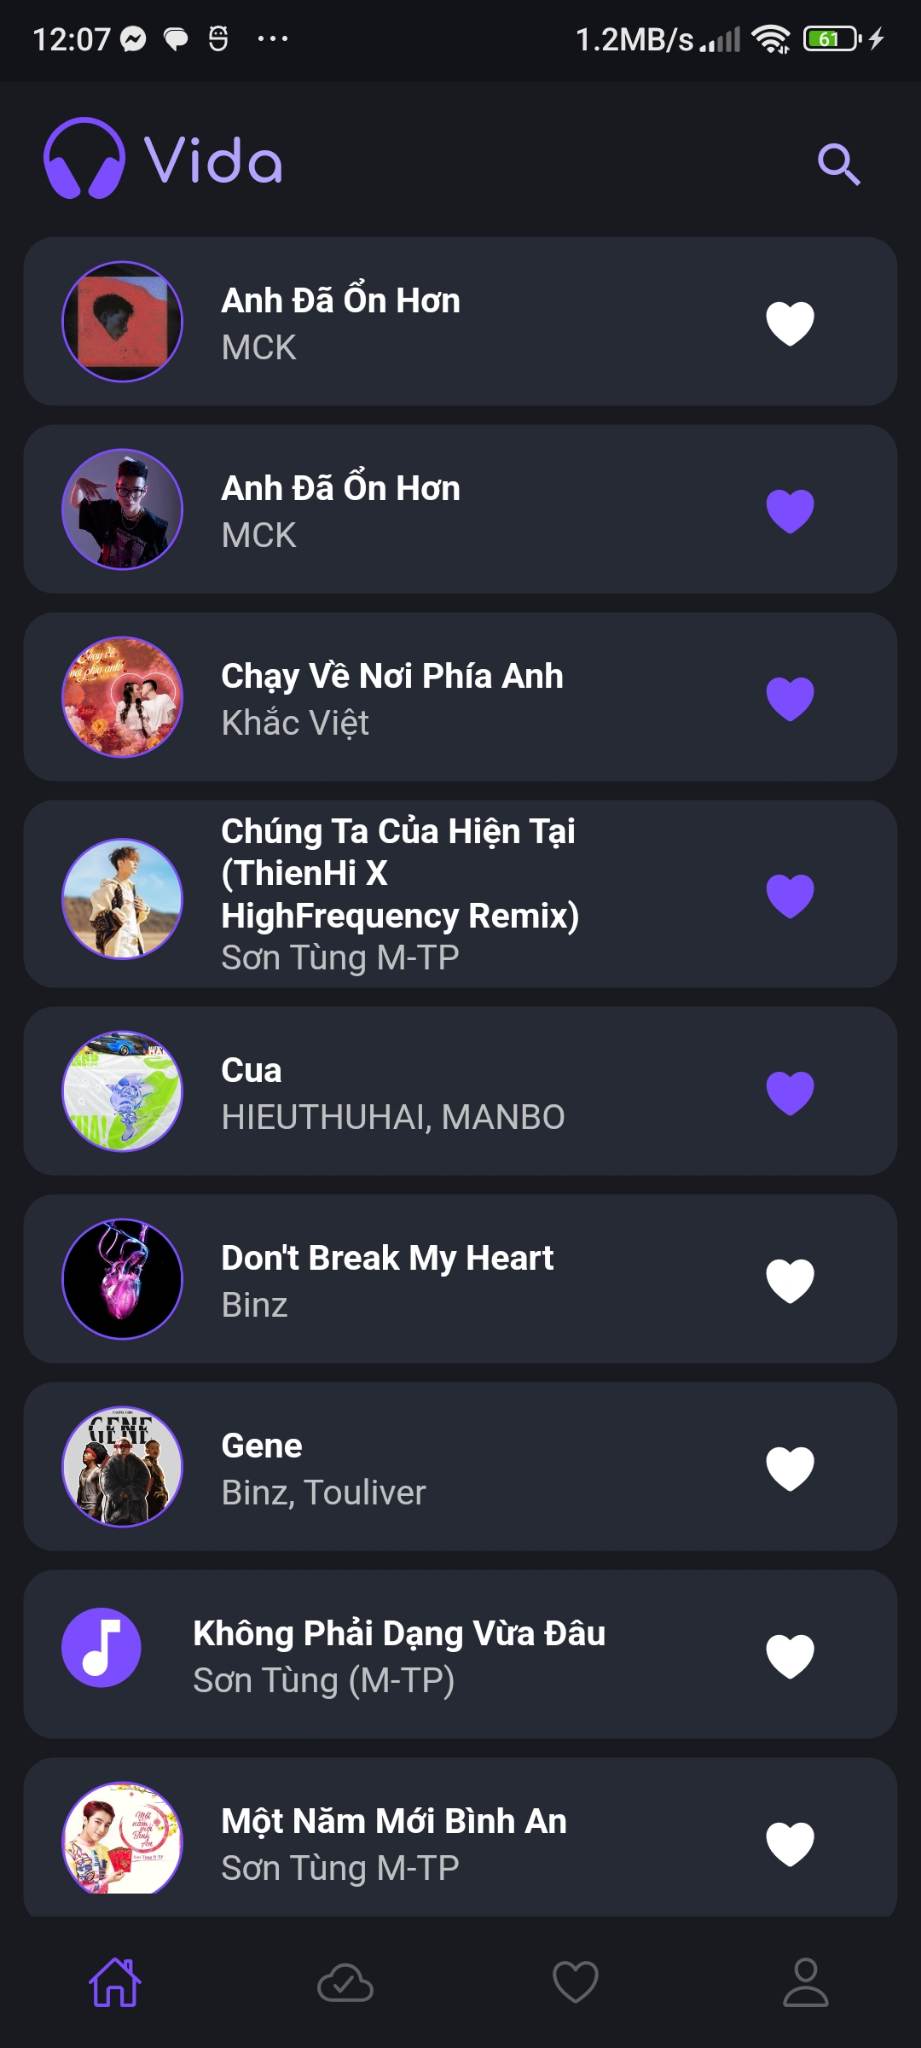 12:07
1.2MB/s
61
Vida
Anh Đã Ổn Hơn
MCK
Anh Đã Ổn Hơn
MCK
Chạy Về Nơi Phía Anh
Khắc Việt
Chúng Ta Của Hiện Tại
(ThienHi X
HighFrequency Remix)
Sơn Tùng M-TP
Cua
HIEUTHUHAI, MANBO
Don't Break My Heart
Binz
GENE
Gene
Binz, Touliver
Không Phải Dạng Vừa Đâu
Sơn Tùng (M-TP)
Một Năm Mới Bình An
Sơn Tùng M-TP